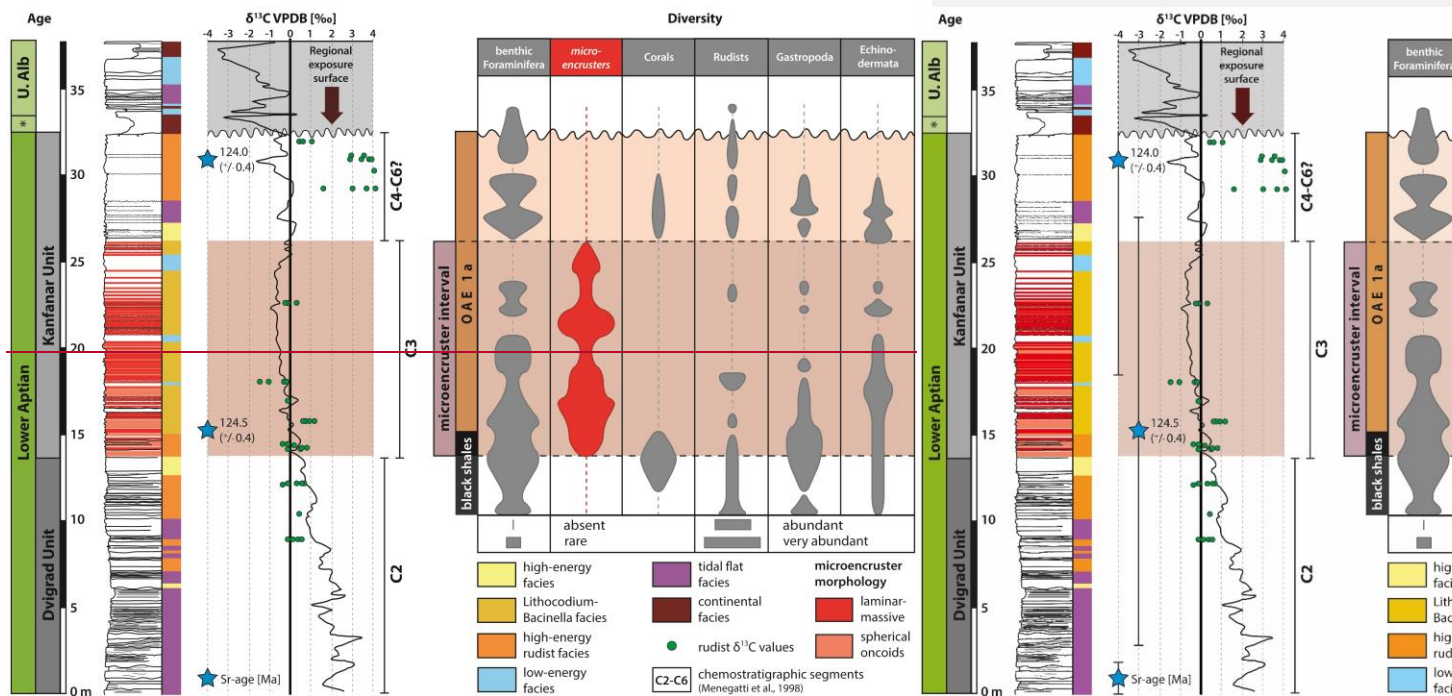 Age
δ13C VPDB [‰]
-4 -3 -2 -1 0 1 2 3 4
Regional
exposure
surface
U. Alb
*
Lower Aptian
Kanfanar Unit
Dvigrad Unit
35
30
25
20
15
10
5
0 m
124.0
(+/- 0.4)
124.5
(+/- 0.4)
Sr-age [Ma]
C4-C6?
C3
C2
Diversity
benthic
Foraminifera
micro-
encrusters
Corals
Rudists
Gastropoda
Echino-
dermata
microencruster interval
OAE 1a
black shales
absent
rare
abundant
very abundant
high-energy
facies
Lithocodium-
Bacinella facies
high-energy
rudist facies
low-energy
facies
tidal flat
facies
continental
facies
rudist δ13C values
C2-C6
chemostratigraphic segments
(Menegatti et al., 1998)
microencruster
morphology
laminar-
massive
spherical
oncoids
Age
δ13C VPDB [‰]
-4 -3 -2 -1 0 1 2 3 4
Regional
exposure
surface
U. Alb
*
Lower Aptian
Kanfanar Unit
Dvigrad Unit
35
30
25
20
15
10
5
0 m
124.0
(+/- 0.4)
124.5
(+/- 0.4)
Sr-age [Ma]
C4-C6?
C3
C2
benthic
Foraminifera
microencruster interval
OAE 1a
black shales
hig
faci
Lith
Baci
hig
rud
low
faci